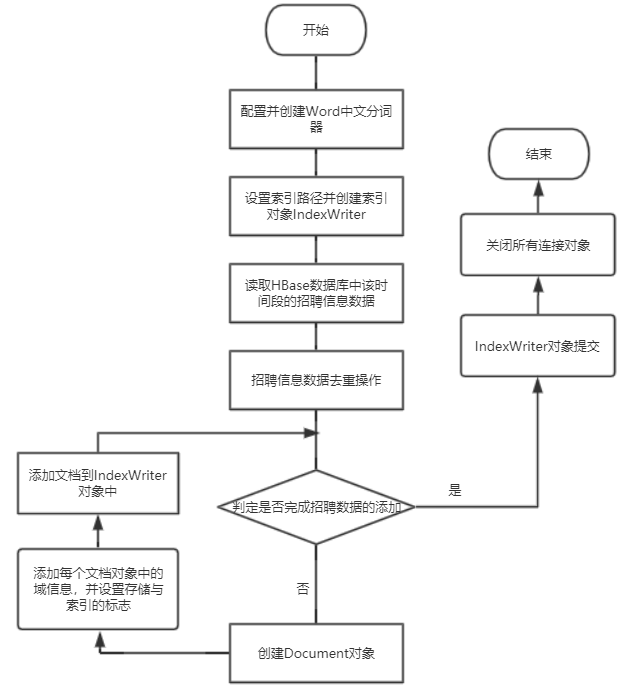 开始
配置并创建Word中文分词
器
设置索引路径并创建索引
对象IndexWriter
读取HBase数据库中该时
间段的招聘信息数据
招聘信息数据去重操作
判定是否完成招聘数据的添加
是
否
创建Document对象
添加每个文档对象中的
域信息，并设置存储与
索引的标志
添加文档到IndexWriter
对象中
IndexWriter对象提交
关闭所有连接对象
结束